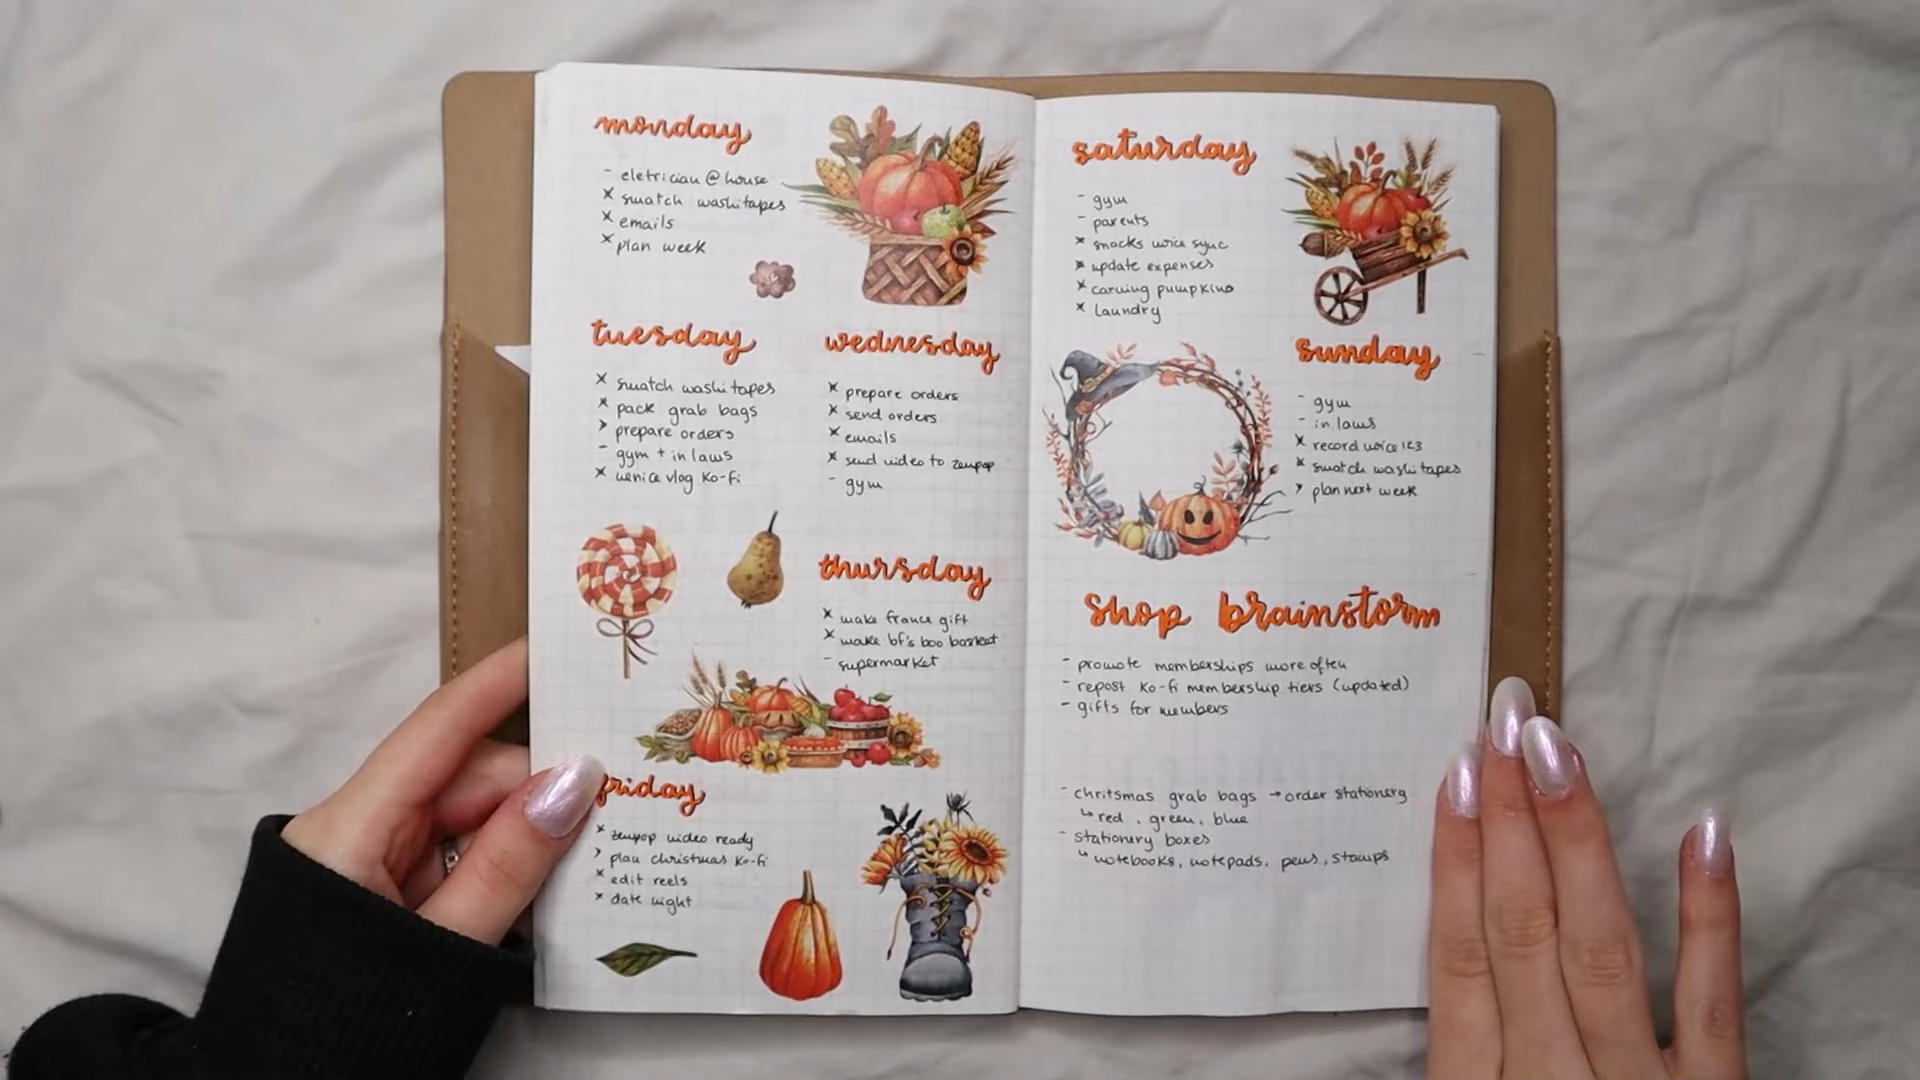 monday
- eletrician @ house
x swatch washi tapes
x emails
x plan week
tuesday
x swatch washi tapes
x pack grab bags
> prepare orders
- gym + in laws
x venice vlog Ko-fi
wednesday
x prepare orders
x send orders
x emails
x send video to zenpop
- gym
thursday
x make france gift
x make bf's boo basket
- supermarket
friday
x zenpop video ready
> plan christmas Ko-fi
x edit reels
x date night
saturday
- gym
- parents
x snacks voice sync
x update expenses
x carving pumpkins
x laundry
sunday
- gym
- in laws
x record voice 123
x swatch washi tapes
> plan next week
shop brainstorm
- promote memberships more often
- repost Ko-fi membership tiers (updated)
- gifts for members
- chritsmas grab bags → order stationery
↳ red, green, blue
- stationery boxes
↳ notebooks, notepads, pens, stamps